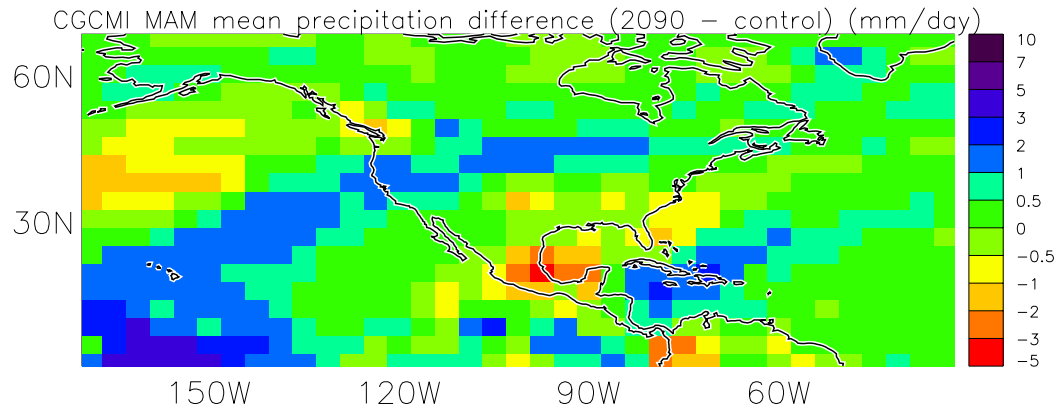 CGCMI MAM mean precipitation difference (2090 – control) (mm/day)
60N
30N
150W
120W
90W
60W
10
7
5
3
2
1
0.5
0
−0.5
−1
−2
−3
−5